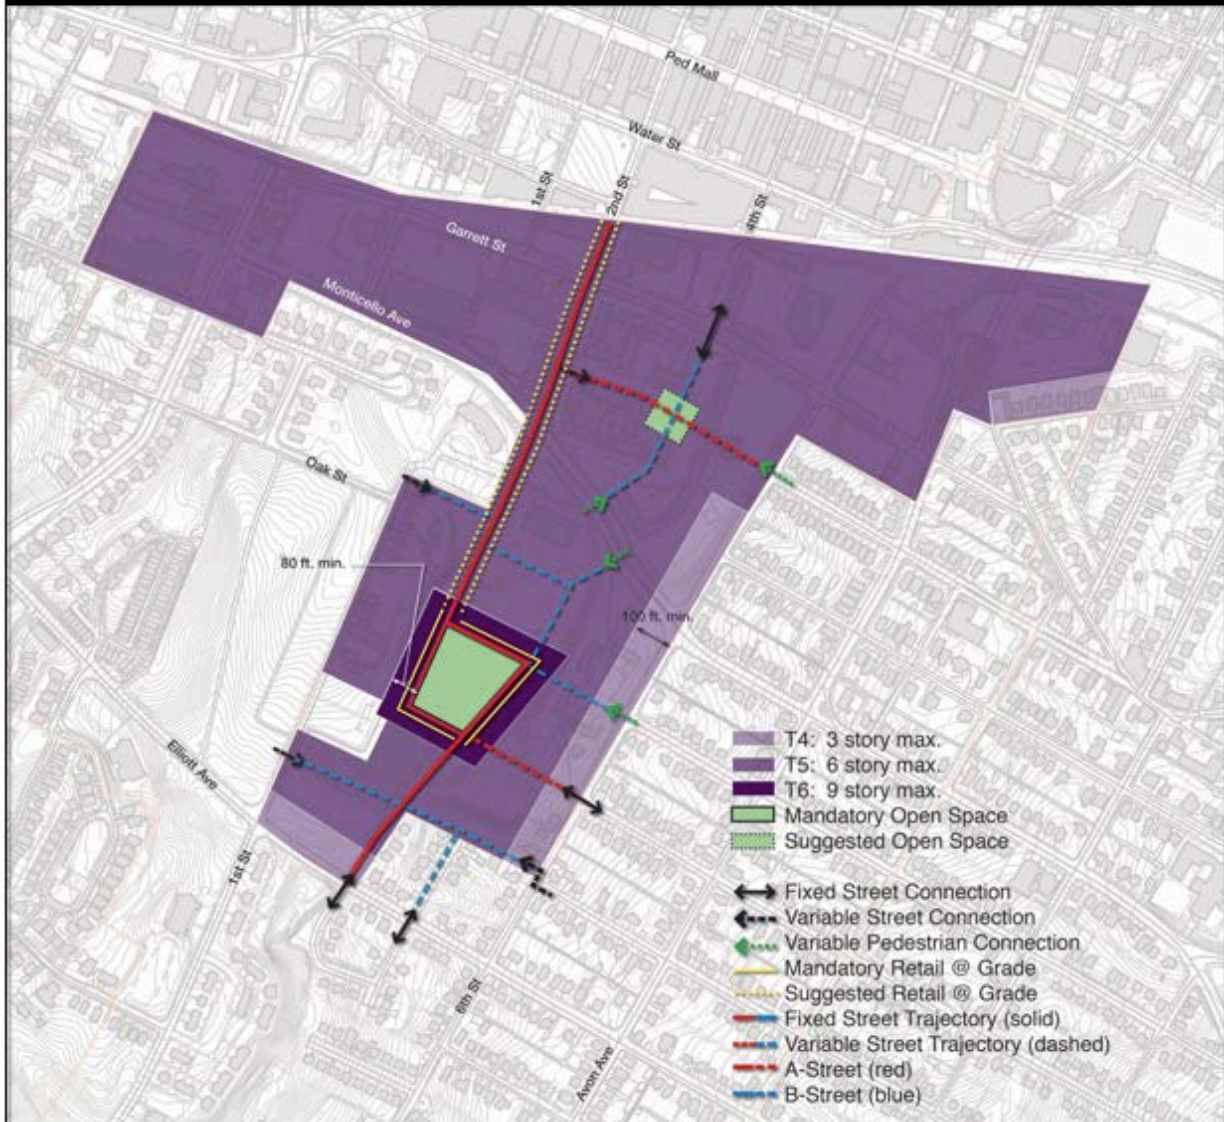 Ped Mall
Water St
1st St
2nd St
4th St
Garrett St
Monticello Ave
Oak St
80 ft. min.
100 ft. min.
Elliott Ave
1st St
6th St
Avon Ave
T4: 3 story max.
T5: 6 story max.
T6: 9 story max.
Mandatory Open Space
Suggested Open Space
Fixed Street Connection
Variable Street Connection
Variable Pedestrian Connection
Mandatory Retail @ Grade
Suggested Retail @ Grade
Fixed Street Trajectory (solid)
Variable Street Trajectory (dashed)
A-Street (red)
B-Street (blue)